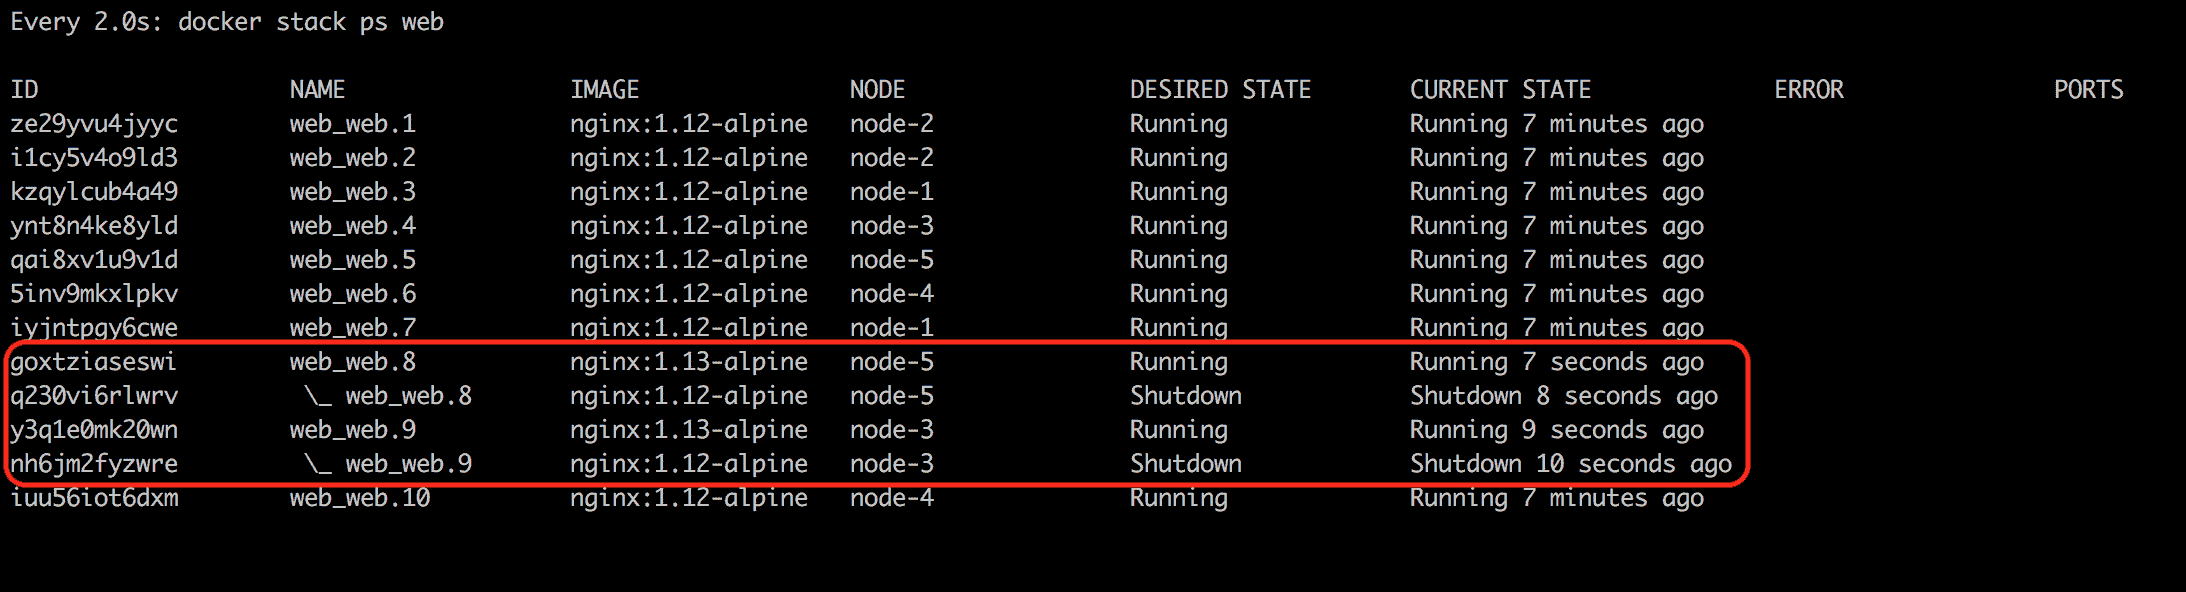 Every 2.0s: docker stack ps web
ID NAME IMAGE NODE DESIRED STATE CURRENT STATE ERROR PORTS
ze29yvu4jyyc web_web.1 nginx:1.12-alpine node-2 Running Running 7 minutes ago
i1cy5v4o9ld3 web_web.2 nginx:1.12-alpine node-2 Running Running 7 minutes ago
kzqylcub4a49 web_web.3 nginx:1.12-alpine node-1 Running Running 7 minutes ago
ynt8n4ke8yld web_web.4 nginx:1.12-alpine node-3 Running Running 7 minutes ago
qai8xv1u9v1d web_web.5 nginx:1.12-alpine node-5 Running Running 7 minutes ago
5inv9mkxlpkv web_web.6 nginx:1.12-alpine node-4 Running Running 7 minutes ago
iyjntpgy6cwe web_web.7 nginx:1.12-alpine node-1 Running Running 7 minutes ago
goxtziaseswi web_web.8 nginx:1.13-alpine node-5 Running Running 7 seconds ago
q230vi6rlwrv \_ web_web.8 nginx:1.12-alpine node-5 Shutdown Shutdown 8 seconds ago
y3q1e0mk20wn web_web.9 nginx:1.13-alpine node-3 Running Running 9 seconds ago
nh6jm2fyzwre \_ web_web.9 nginx:1.12-alpine node-3 Shutdown Shutdown 10 seconds ago
iuu56iot6dxm web_web.10 nginx:1.12-alpine node-4 Running Running 7 minutes ago